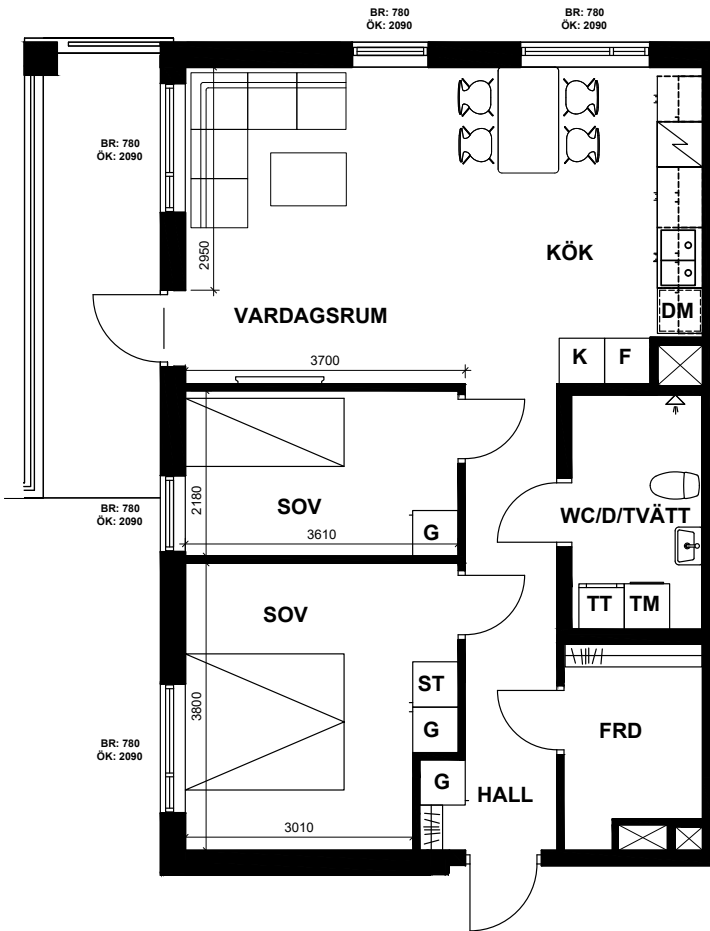 BR: 780
ÖK: 2090
BR: 780
ÖK: 2090
BR: 780
ÖK: 2090
2950
KÖK
VARDAGSRUM
DM
3700
K
F
2180
SOV
3610
G
BR: 780
ÖK: 2090
WC/D/TVÄTT
TT
TM
SOV
3800
ST
G
BR: 780
ÖK: 2090
FRD
G
HALL
3010